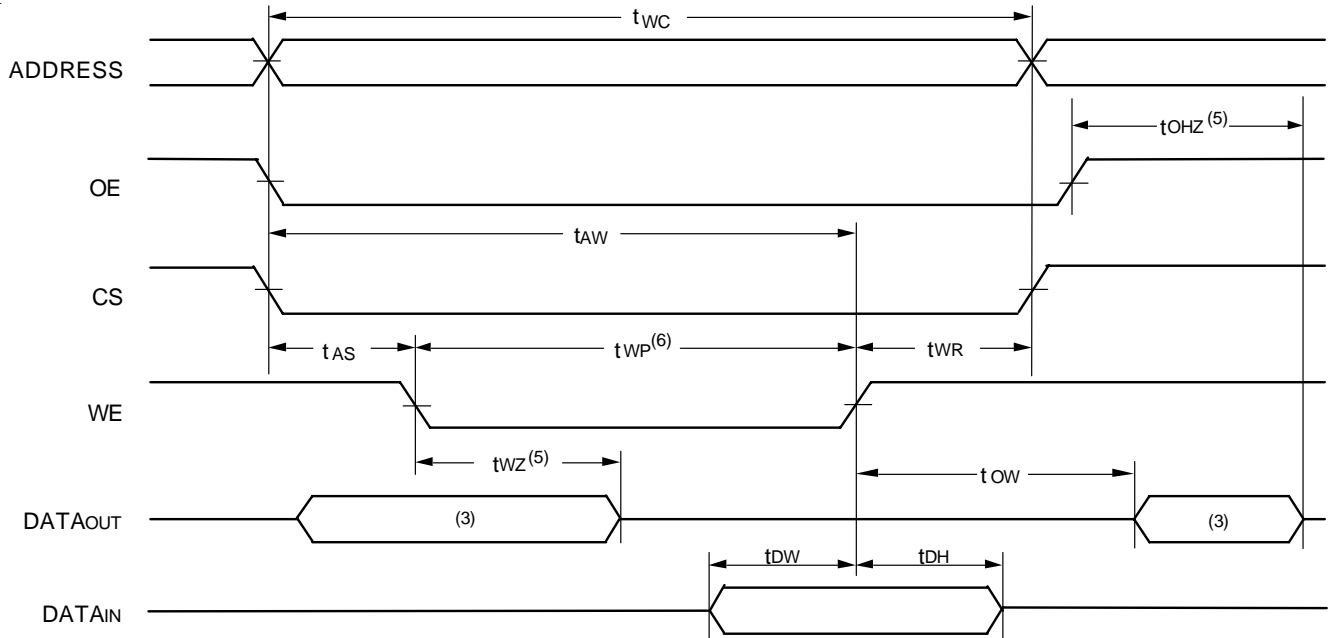 tWC
ADDRESS
tOHZ(5)
OE
tAW
CS
tAS
tWP(6)
tWR
WE
tWZ(5)
tOW
DATAOUT
(3)
(3)
tDW
tDH
DATAIN